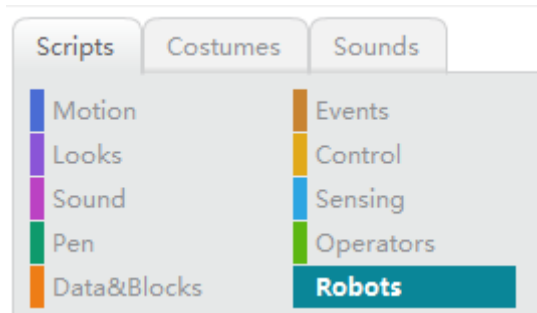 Scripts Costumes Sounds
Motion Events
Looks Control
Sound Sensing
Pen Operators
Data&Blocks Robots